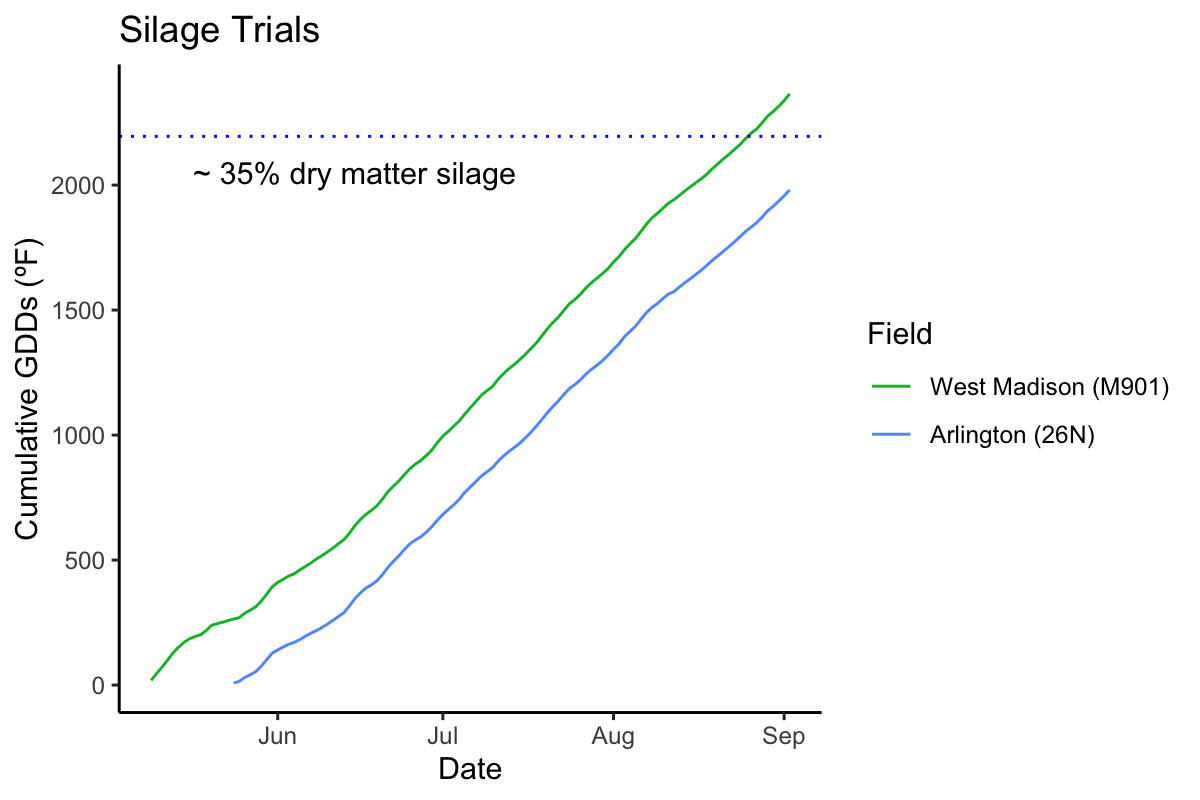 Silage Trials
~ 35% dry matter silage
2000
1500
1000
500
0
Cumulative GDDs (ºF)
Jun
Jul
Aug
Sep
Date
Field
West Madison (M901)
Arlington (26N)